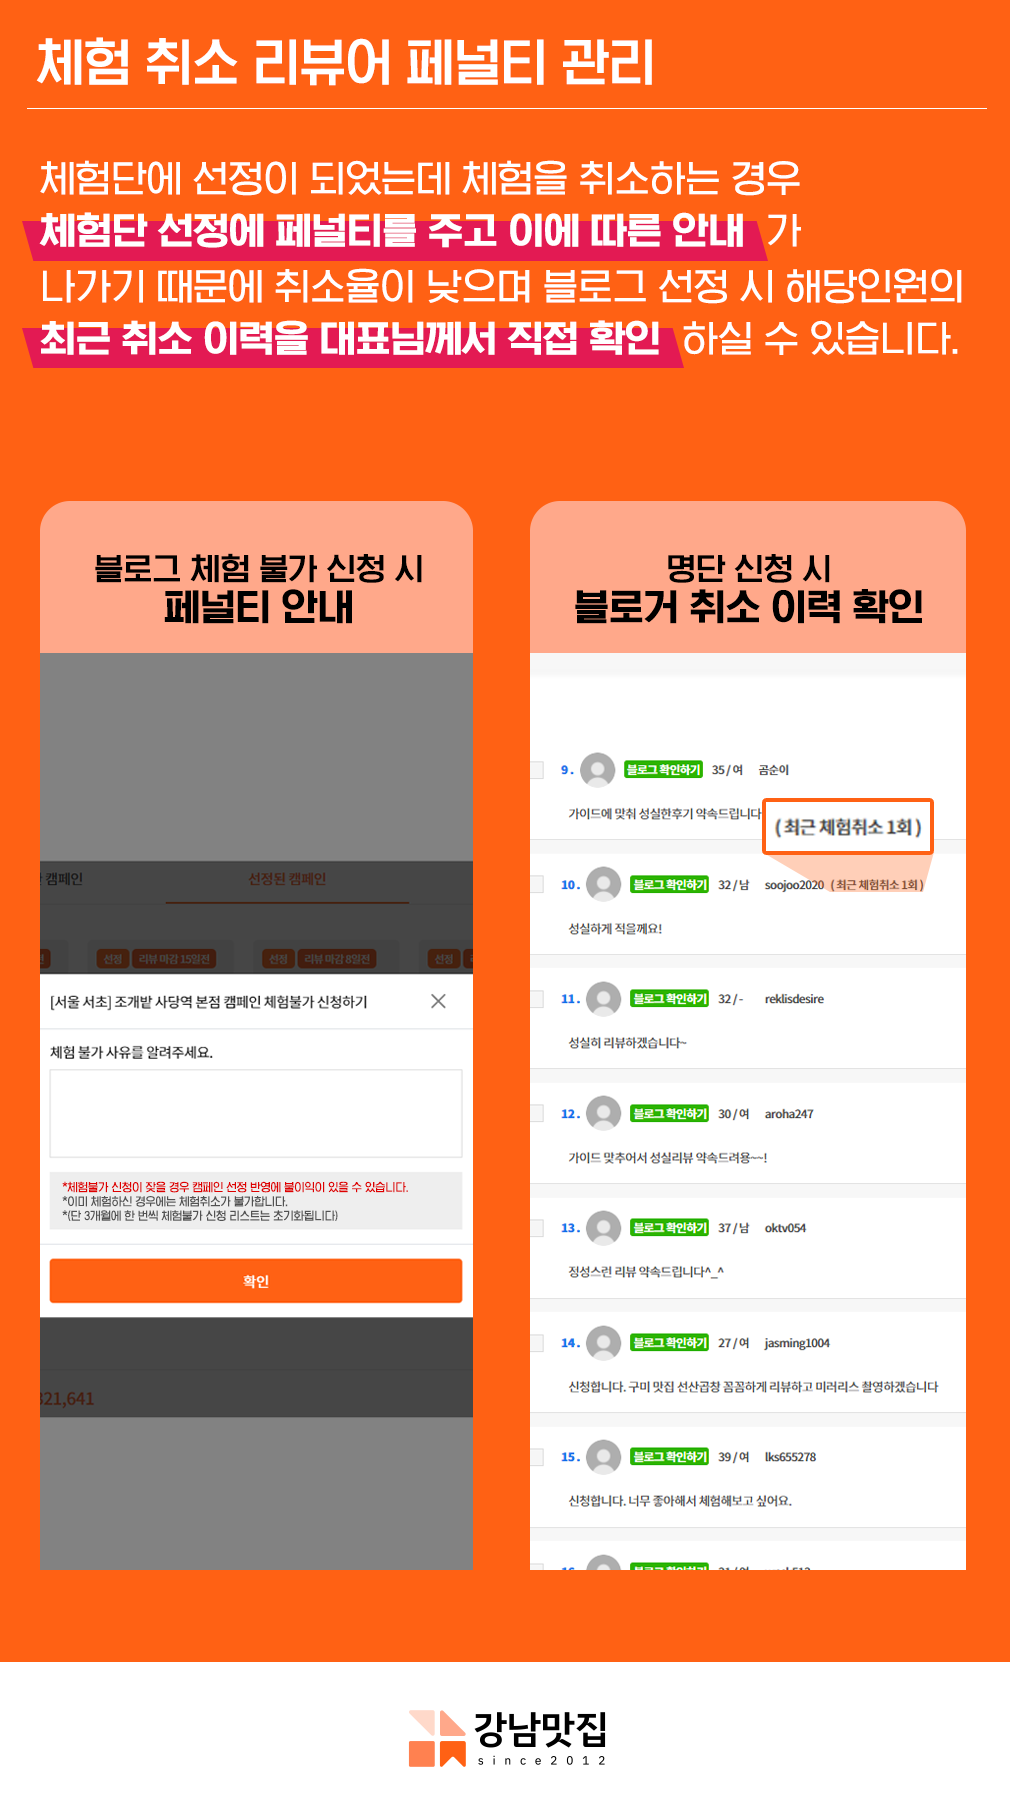 체험 취소 리뷰어 페널티 관리
체험단에 선정이 되었는데 체험을 취소하는 경우
체험단 선정에 페널티를 주고 이에 따른 안내 가
나가기 때문에 취소율이 낮으며 블로그 선정 시 해당인원의
최근 취소 이력을 대표님께서 직접 확인 하실 수 있습니다.
블로그 체험 불가 신청 시
페널티 안내
캠페인
선정된 캠페인
선정 리뷰 마감 15일전
선정 리뷰 마감 8일전
선정
[서울 서초] 조개밭 사당역 본점 캠페인 체험불가 신청하기
체험 불가 사유를 알려주세요.
*체험불가 신청이 잦을 경우 캠페인 선정 반영에 불이익이 있을 수 있습니다.
*이미 체험하신 경우에는 체험취소가 불가합니다.
*(단 3개월에 한 번씩 체험불가 신청 리스트는 초기화됩니다)
확인
321,641
명단 신청 시
블로거 취소 이력 확인
9. 블로그 확인하기 35 / 여 곰순이
가이드에 맞춰 성실한후기 약속드립니다
( 최근 체험취소 1회 )
10. 블로그 확인하기 32 / 남 soojoo2020 ( 최근 체험취소 1회 )
성실하게 적을께요!
11. 블로그 확인하기 32 / - reklisdesire
성실히 리뷰하겠습니다~
12. 블로그 확인하기 30 / 여 aroha247
가이드 맞추어서 성실리뷰 약속드려용~~!
13. 블로그 확인하기 37 / 남 oktv054
정성스런 리뷰 약속드립니다^_^
14. 블로그 확인하기 27 / 여 jasming1004
신청합니다. 구미 맛집 선산곱창 꼼꼼하게 리뷰하고 미러리스 촬영하겠습니다
15. 블로그 확인하기 39 / 여 lks655278
신청합니다. 너무 좋아해서 체험해보고 싶어요.
강남맛집
since2012